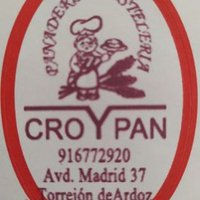 PANADERIA PASTELERIA
CROYPAN
916772920
Avd. Madrid 37
Torrejón deArdoz